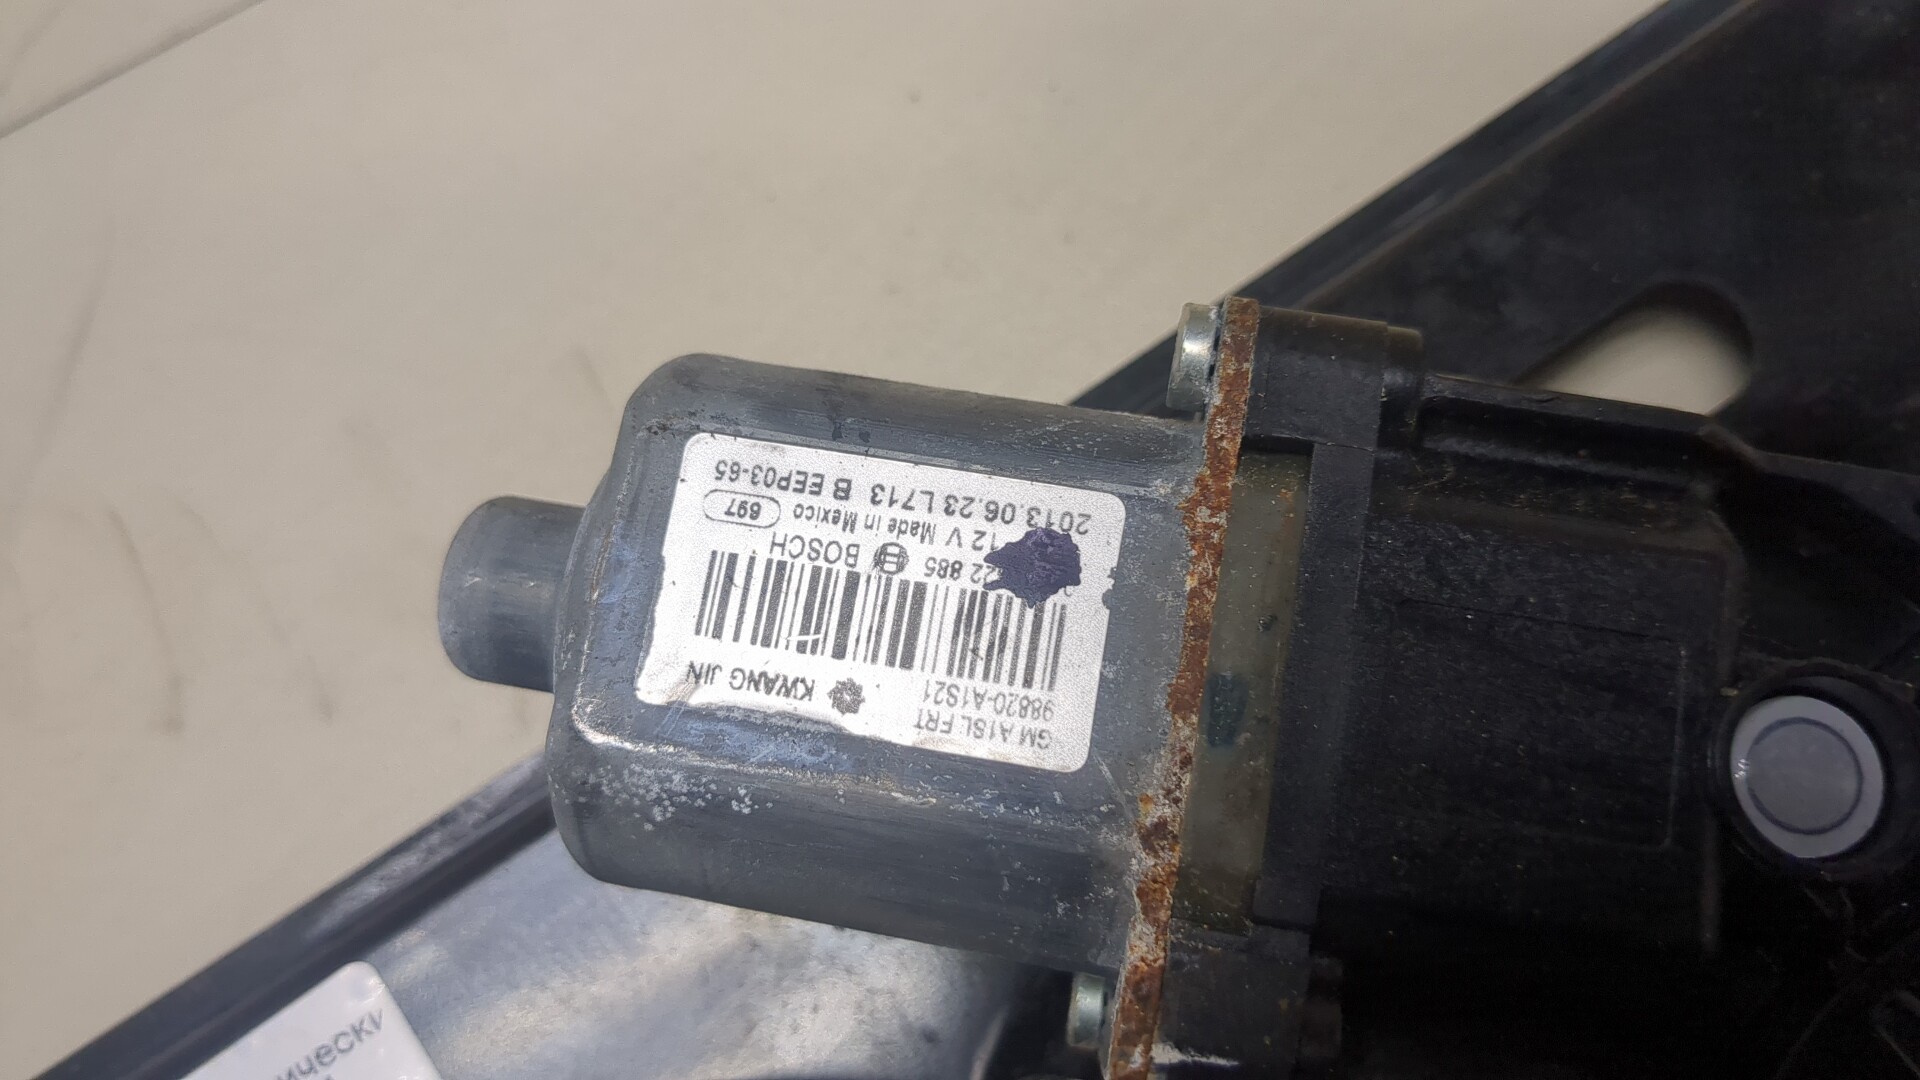 GM A1SL FRT
98820-A1S21
KWANG JIN
22 885
BOSCH
12 V Made in Mexico 697
2013.06.23 L713 B EEP03-65